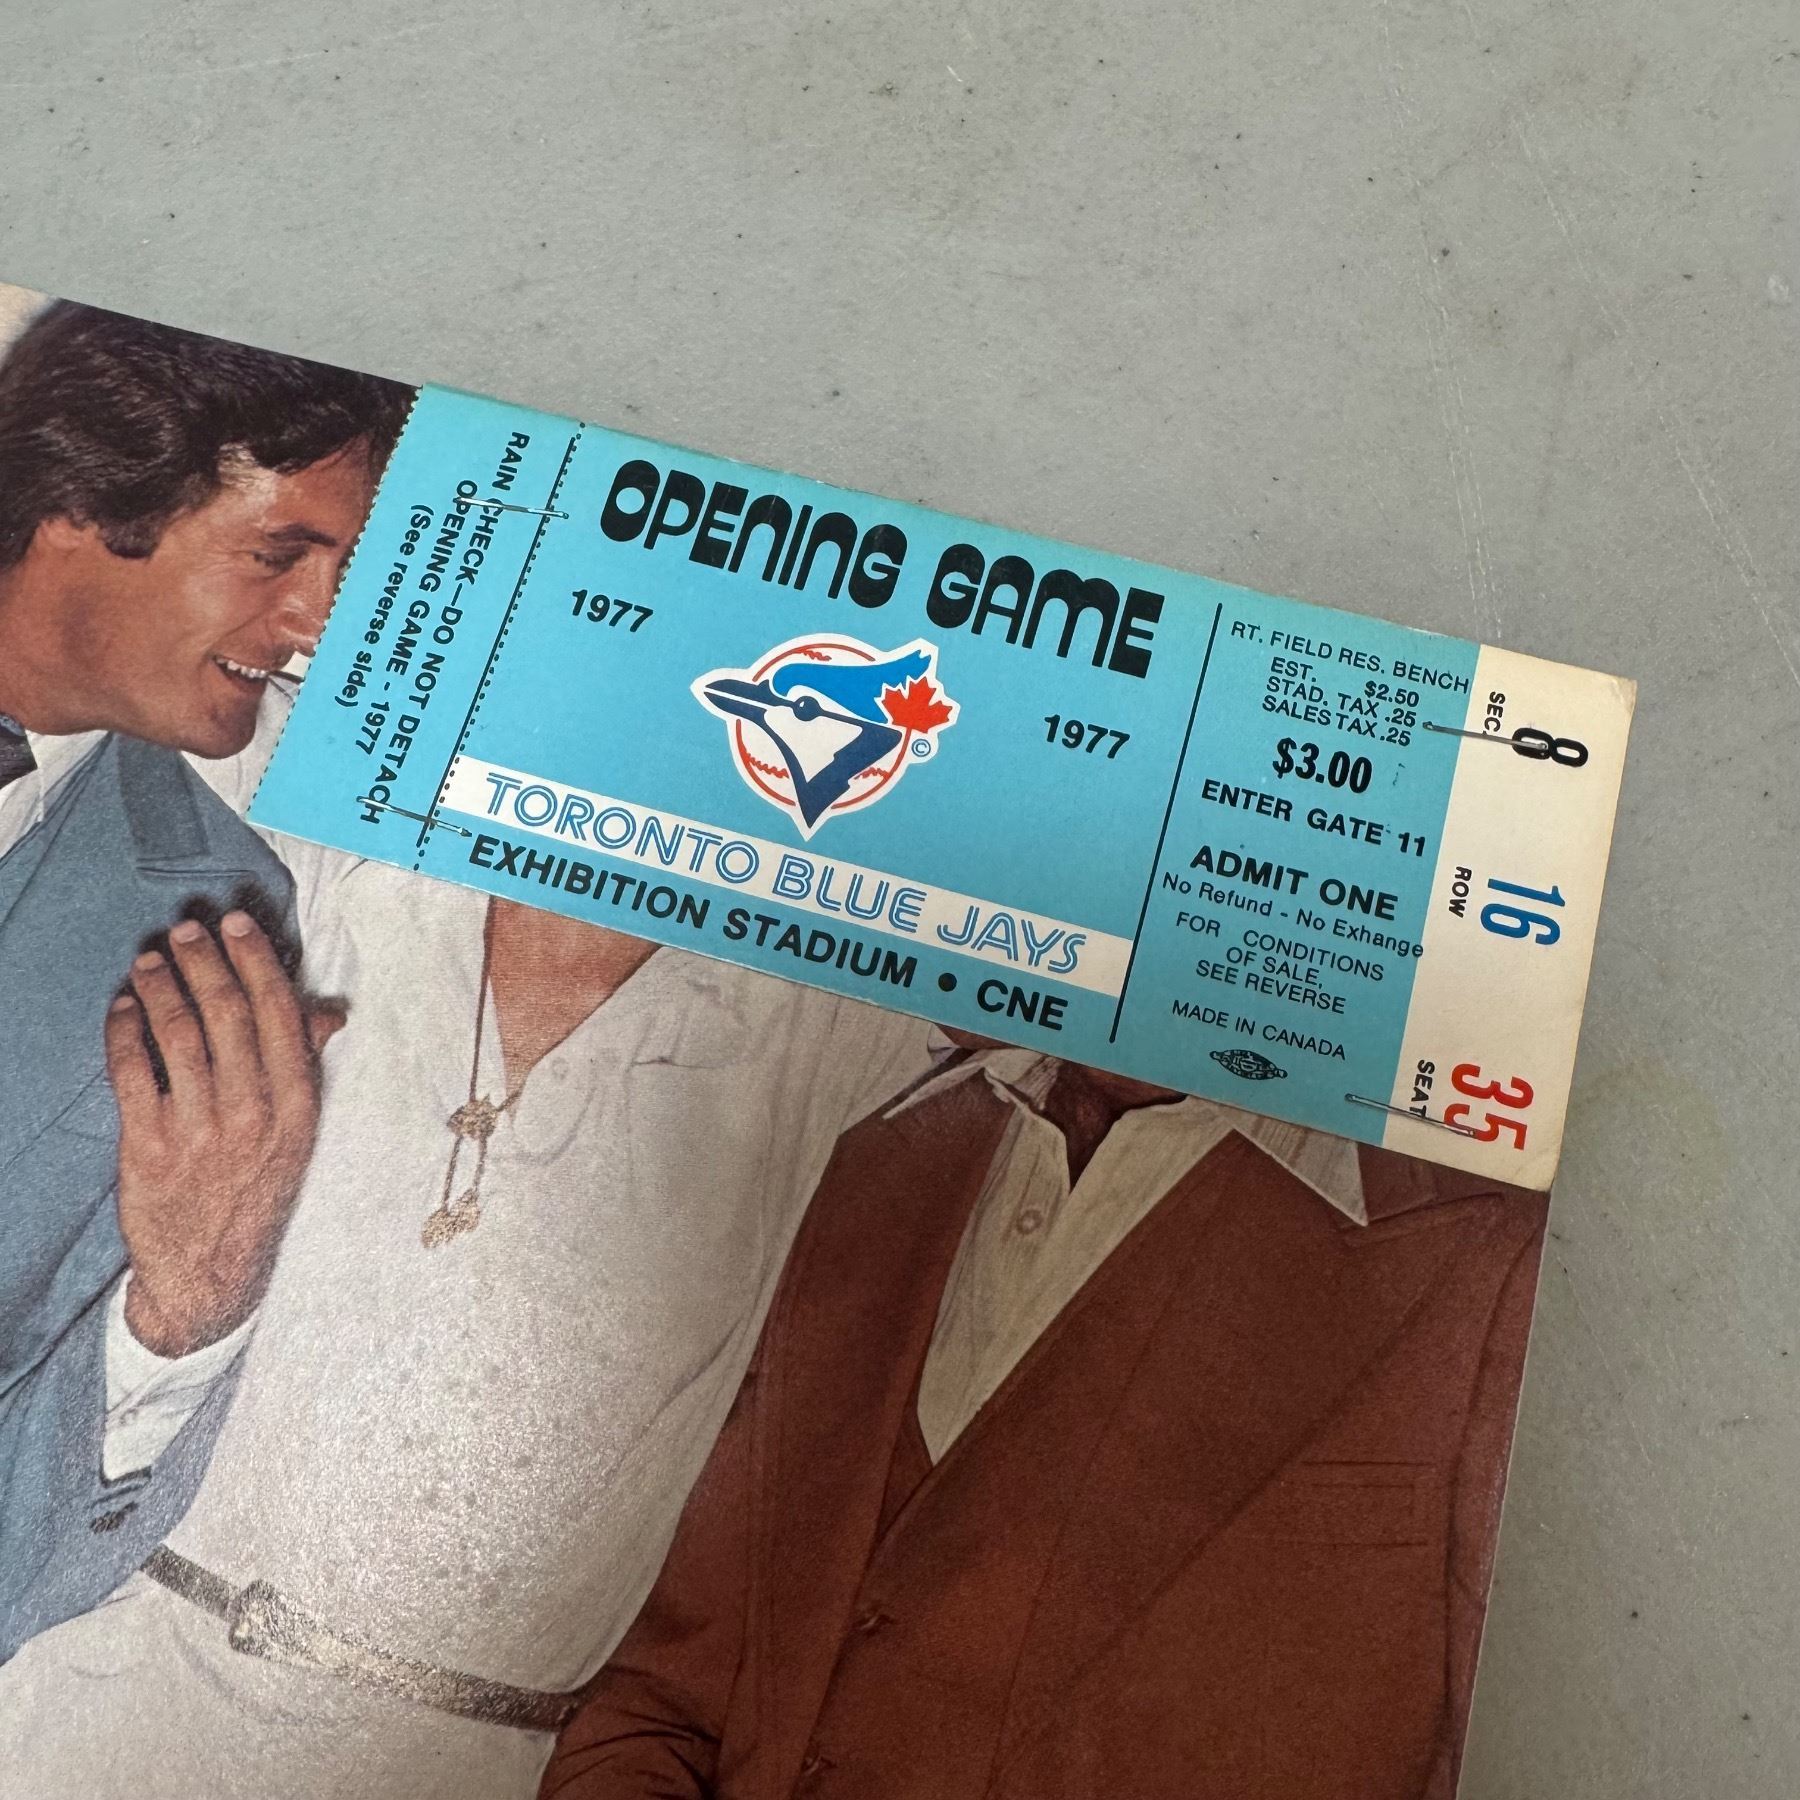 RAIN CHECK—DO NOT DETACH
OPENING GAME - 1977
(See reverse side)
OPENING GAME
1977
1977
©
TORONTO BLUE JAYS
EXHIBITION STADIUM • CNE
RT. FIELD RES. BENCH
EST. $2.50
STAD. TAX .25
SALES TAX .25
$3.00
ENTER GATE 11
ADMIT ONE
No Refund - No Exhange
FOR CONDITIONS
OF SALE,
SEE REVERSE
MADE IN CANADA
SEC. 8
ROW 16
SEAT 35